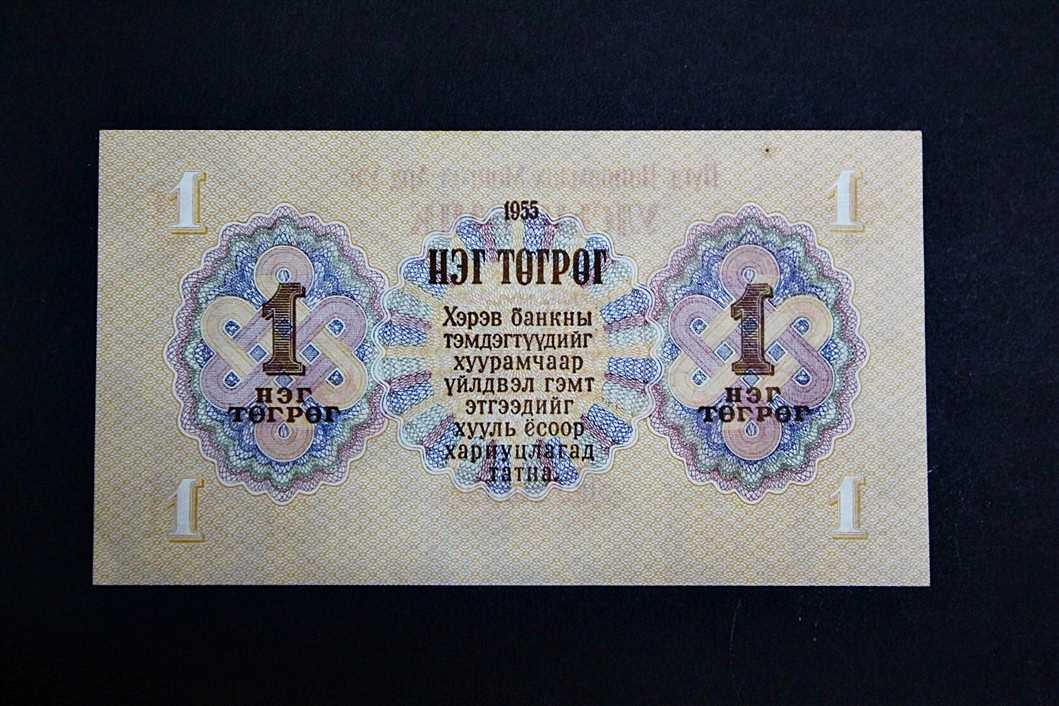 1 1
1955
НЭГ ТӨГРӨГ
Хэрэв банкны
тэмдэгтүүдийг
хуурамчаар
үйлдвэл гэмт
этгээдийг
хууль ёсоор
хариуцлагад
татна.
1
НЭГ
ТӨГРӨГ
1
НЭГ
ТӨГРӨГ
1 1